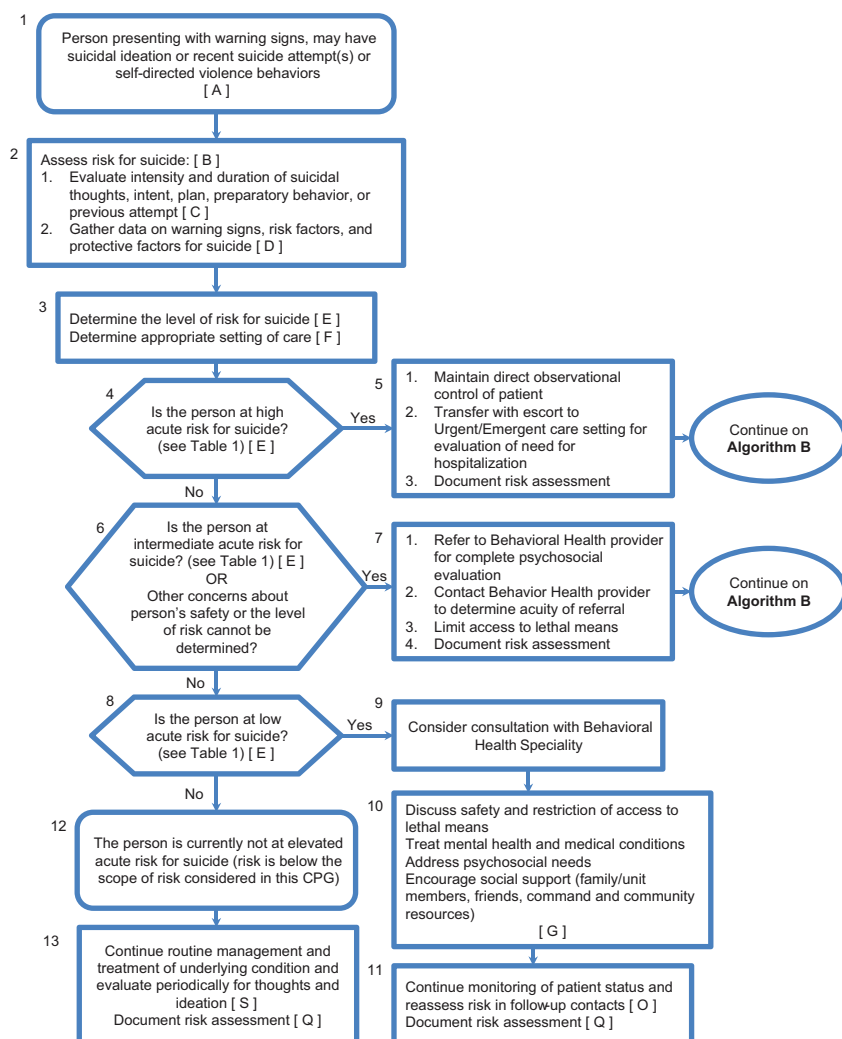 1
Person presenting with warning signs, may have
suicidal ideation or recent suicide attempt(s) or
self-directed violence behaviors
[ A ]
2
Assess risk for suicide: [ B ]
1. Evaluate intensity and duration of suicidal
thoughts, intent, plan, preparatory behavior, or
previous attempt [ C ]
2. Gather data on warning signs, risk factors, and
protective factors for suicide [ D ]
3
Determine the level of risk for suicide [ E ]
Determine appropriate setting of care [ F ]
4
Is the person at high
acute risk for suicide?
(see Table 1) [ E ]
Yes
No
5
1. Maintain direct observational
control of patient
2. Transfer with escort to
Urgent/Emergent care setting for
evaluation of need for
hospitalization
3. Document risk assessment
Continue on
Algorithm B
6
Is the person at
intermediate acute risk for
suicide? (see Table 1) [ E ]
OR
Other concerns about
person's safety or the level
of risk cannot be
determined?
Yes
No
7
1. Refer to Behavioral Health provider
for complete psychosocial
evaluation
2. Contact Behavior Health provider
to determine acuity of referral
3. Limit access to lethal means
4. Document risk assessment
Continue on
Algorithm B
8
Is the person at low
acute risk for suicide?
(see Table 1) [ E ]
Yes
No
9
Consider consultation with Behavioral
Health Speciality
10
Discuss safety and restriction of access to
lethal means
Treat mental health and medical conditions
Address psychosocial needs
Encourage social support (family/unit
members, friends, command and community
resources)
[ G ]
11
Continue monitoring of patient status and
reassess risk in follow-up contacts [ O ]
Document risk assessment [ Q ]
12
The person is currently not at elevated
acute risk for suicide (risk is below the
scope of risk considered in this CPG)
13
Continue routine management and
treatment of underlying condition and
evaluate periodically for thoughts and
ideation [ S ]
Document risk assessment [ Q ]